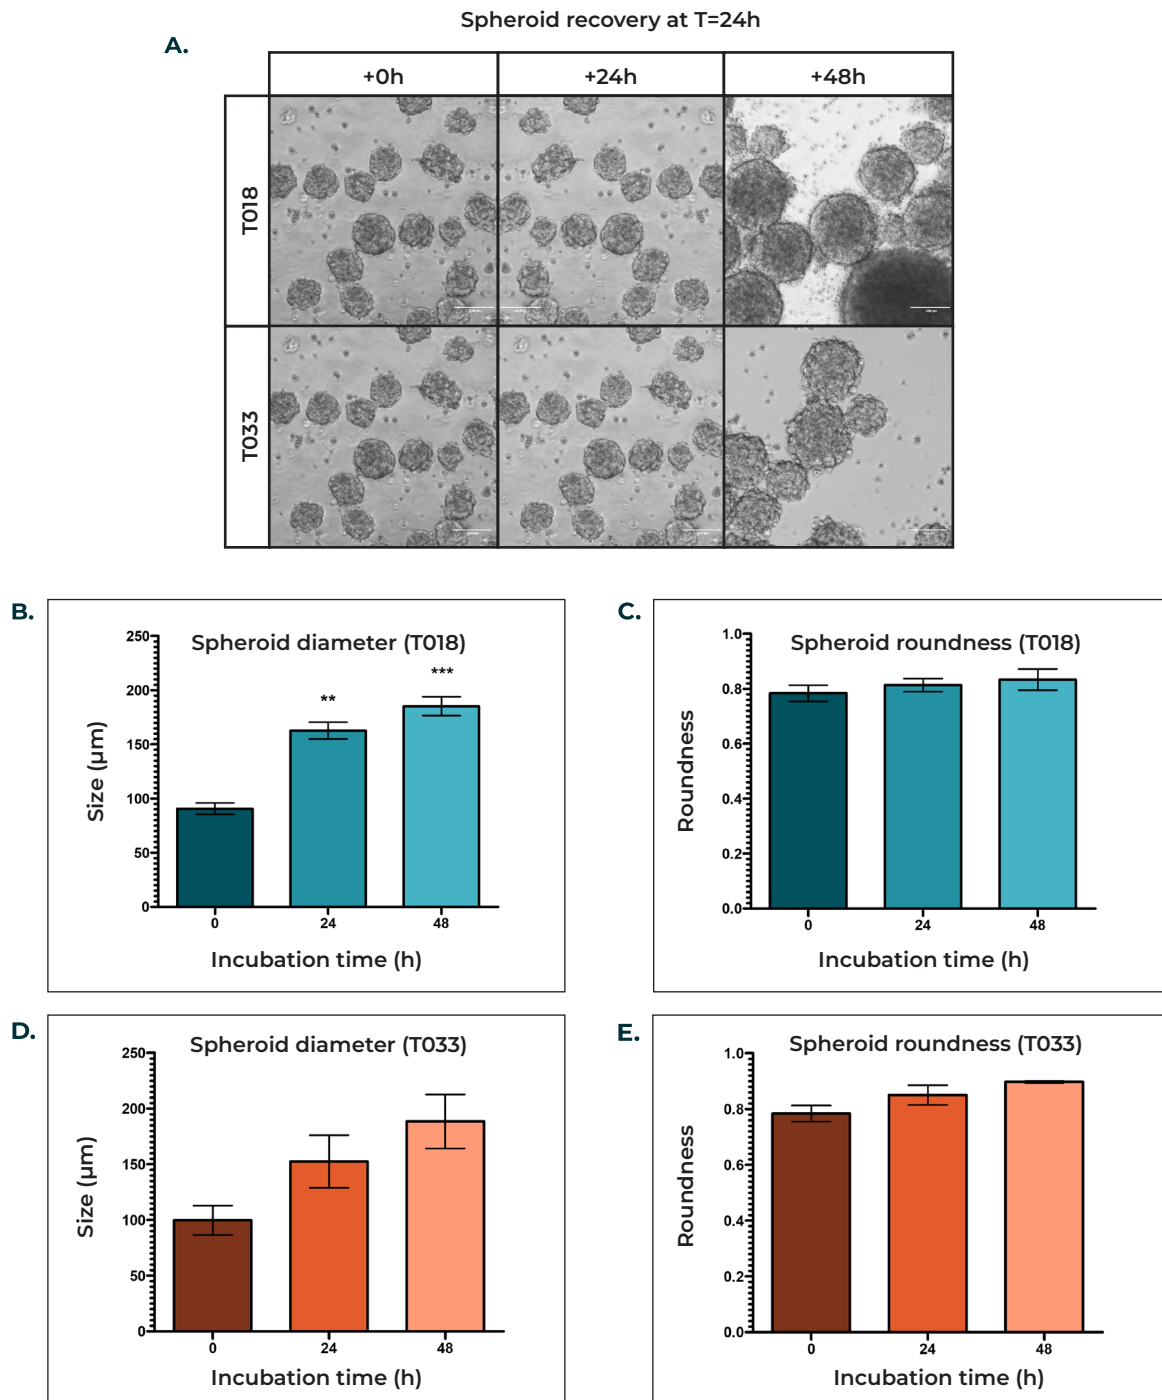 Spheroid recovery at T=24h
A.
+0h +24h +48h
T018
T033
B.
Spheroid diameter (T018)
250
200
150
100
50
0
** ***
Size (µm)
0 24 48
Incubation time (h)
C.
Spheroid roundness (T018)
1.0
0.8
0.6
0.4
0.2
0.0
Roundness
0 24 48
Incubation time (h)
D.
Spheroid diameter (T033)
250
200
150
100
50
0
Size (µm)
0 24 48
Incubation time (h)
E.
Spheroid roundness (T033)
1.0
0.8
0.6
0.4
0.2
0.0
Roundness
0 24 48
Incubation time (h)